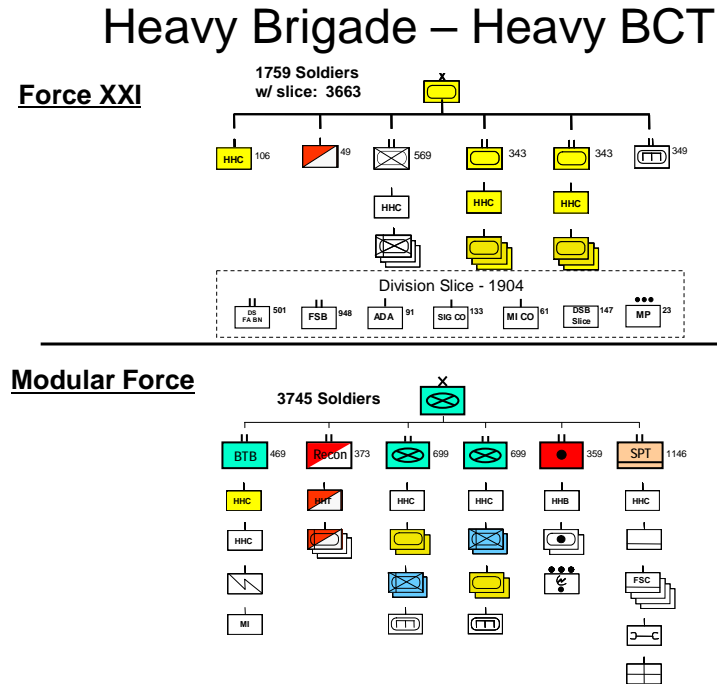 Heavy Brigade – Heavy BCT
Force XXI
1759 Soldiers
w/ slice: 3663
HHC 106
49
569
343
343
349
HHC
HHC
HHC
Division Slice - 1904
DS
FA BN
501
FSB 948
ADA 91
SIG CO 133
MI CO 61
DSB
Slice
147
MP 23
Modular Force
3745 Soldiers
BTB 469
Recon 373
699
699
359
SPT 1146
HHC
HHT
HHC
HHC
HHB
HHC
HHC
FSC
MI